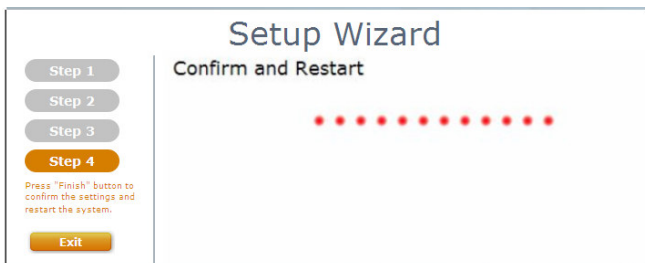 Setup Wizard
Step 1
Step 2
Step 3
Step 4
Press "Finish" button to
confirm the settings and
restart the system.
Exit
Confirm and Restart